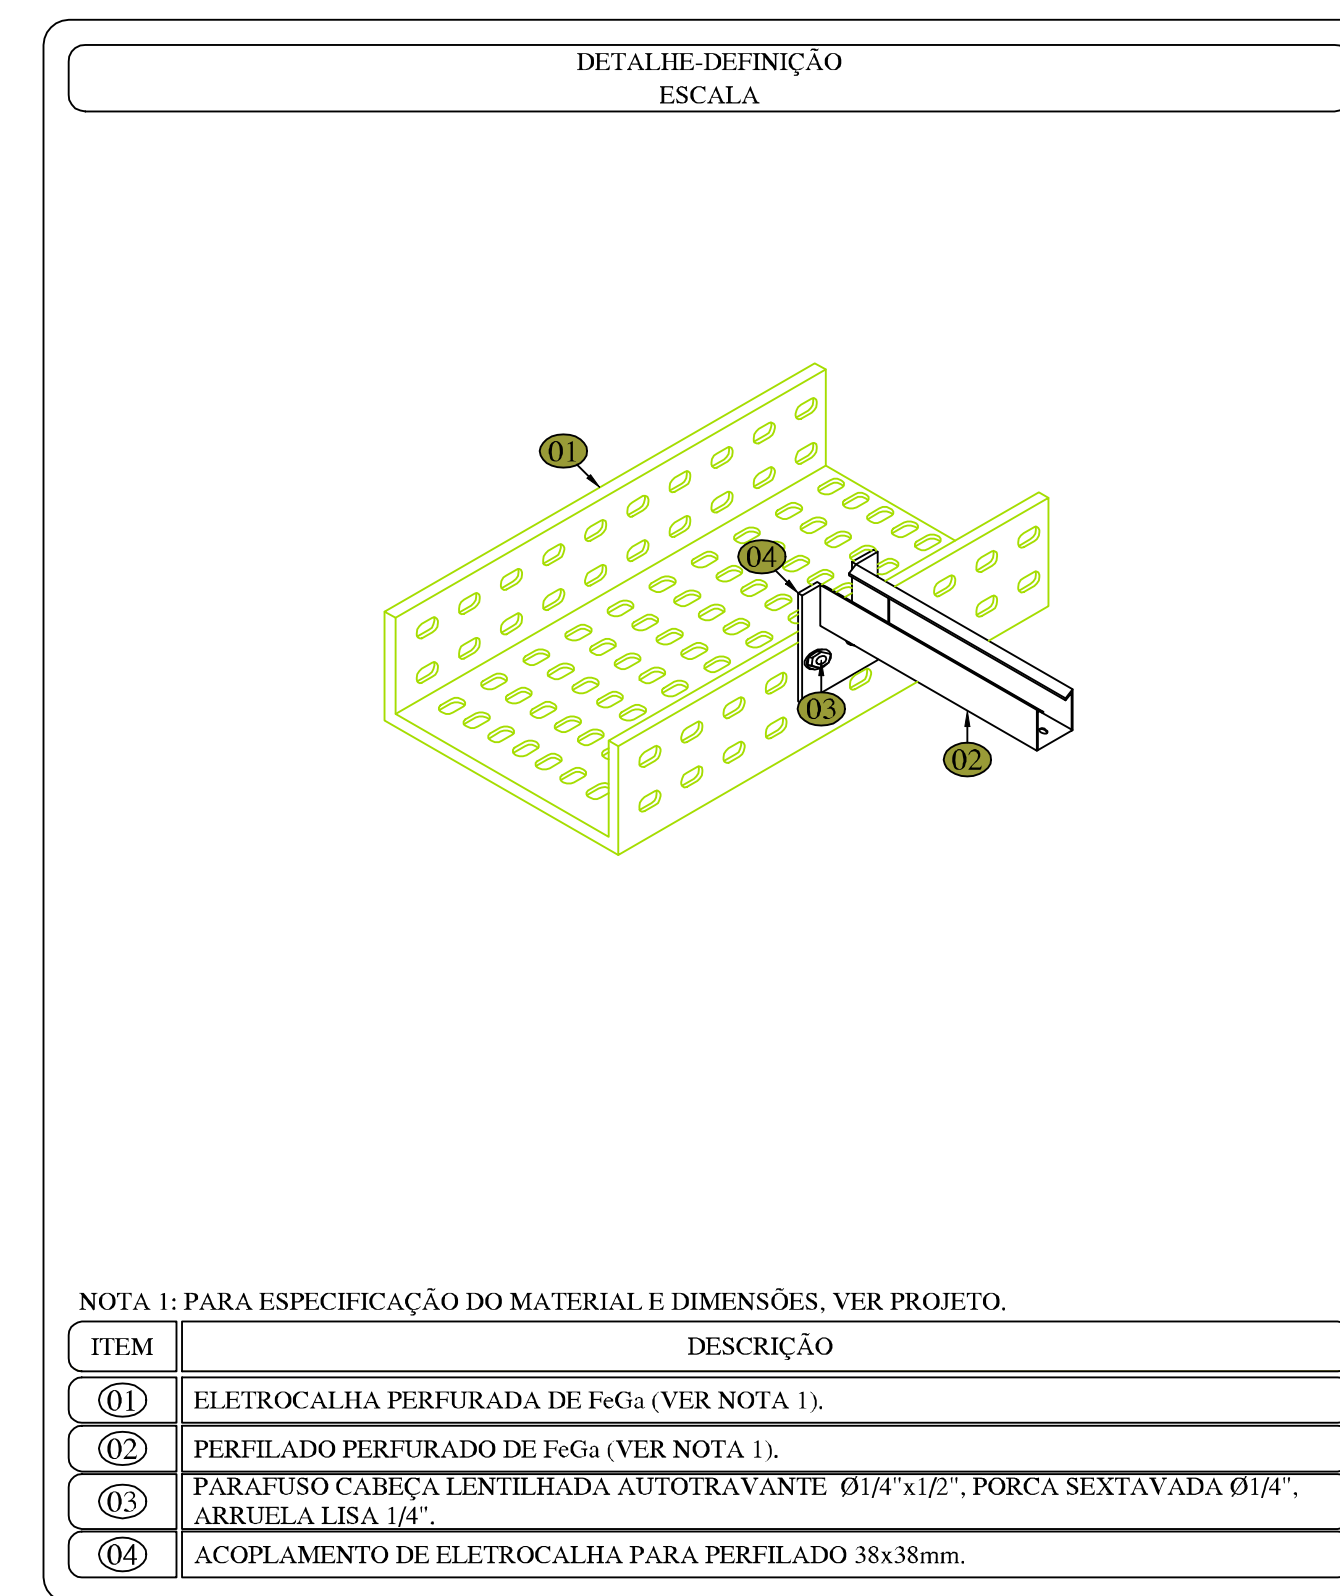 DETALHE-DEFINIÇÃO
ESCALA
01
04
03
02
NOTA 1: PARA ESPECIFICAÇÃO DO MATERIAL E DIMENSÕES, VER PROJETO.
ITEM DESCRIÇÃO
01 ELETROCALHA PERFURADA DE FeGa (VER NOTA 1).
02 PERFILADO PERFURADO DE FeGa (VER NOTA 1).
03 PARAFUSO CABEÇA LENTILHADA AUTOTRAVANTE Ø1/4"x1/2", PORCA SEXTAVADA Ø1/4",
ARRUELA LISA 1/4".
04 ACOPLAMENTO DE ELETROCALHA PARA PERFILADO 38x38mm.